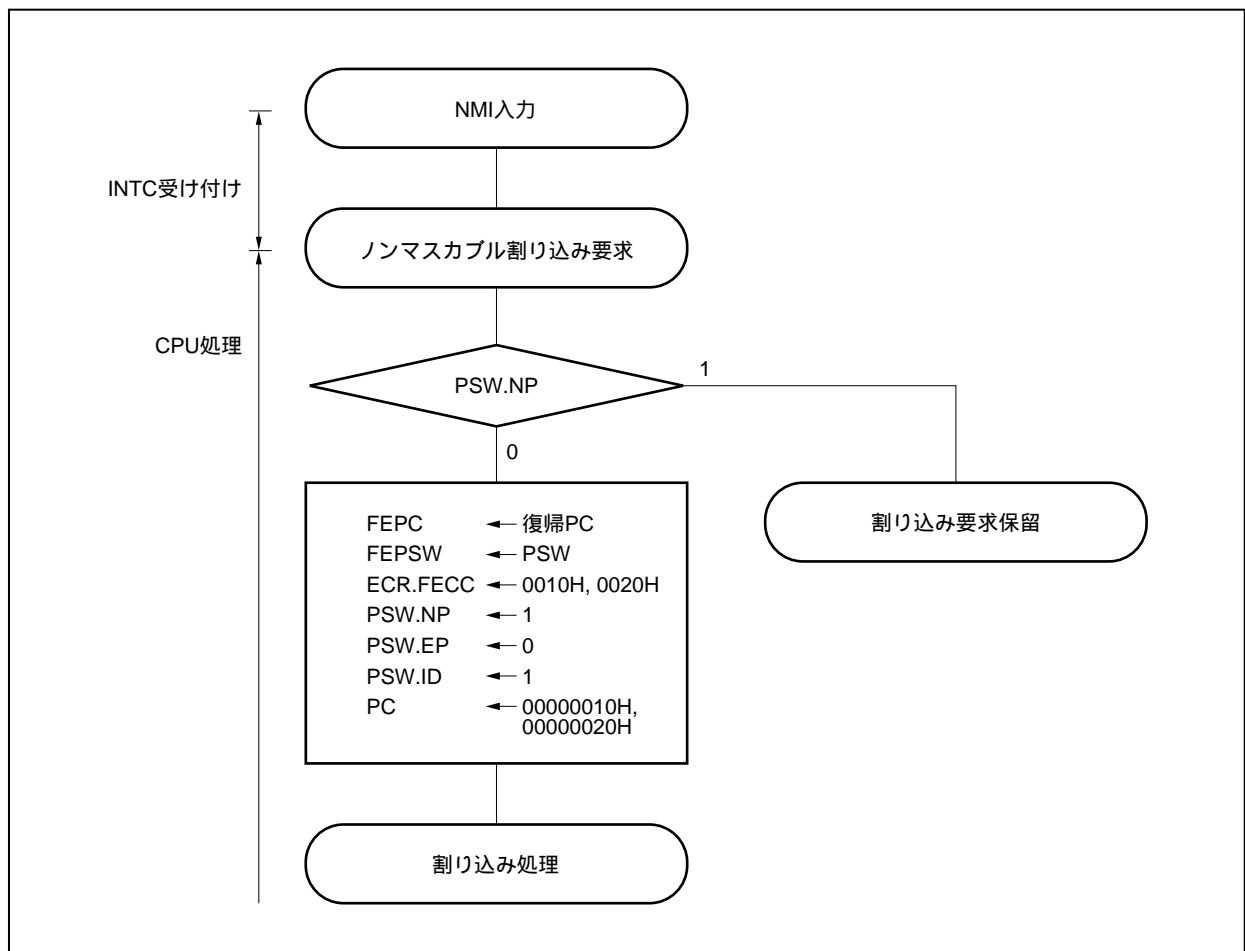 NMI入力
INTC受け付け
ノンマスカブル割り込み要求
CPU処理
PSW.NP
1
0
FEPC ← 復帰PC
FEPSW ← PSW
ECR.FECC ← 0010H, 0020H
PSW.NP ← 1
PSW.EP ← 0
PSW.ID ← 1
PC ← 00000010H,
00000020H
割り込み要求保留
割り込み処理